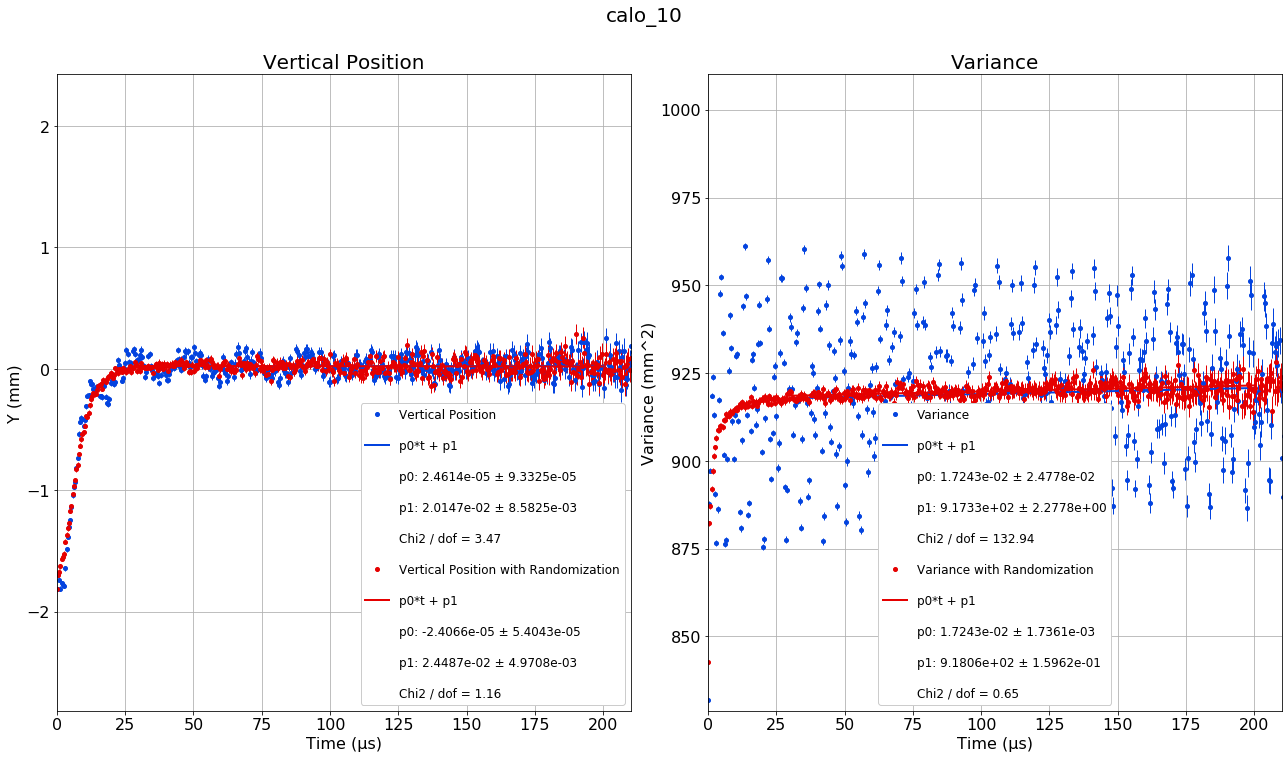 calo_10
Vertical Position
Y (mm)
2
1
0
−1
−2
0 25 50 75 100 125 150 175 200
Time (µs)
Vertical Position
p0*t + p1
p0: 2.4614e-05 ± 9.3325e-05
p1: 2.0147e-02 ± 8.5825e-03
Chi2 / dof = 3.47
Vertical Position with Randomization
p0*t + p1
p0: -2.4066e-05 ± 5.4043e-05
p1: 2.4487e-02 ± 4.9708e-03
Chi2 / dof = 1.16
Variance
Variance (mm^2)
1000
975
950
925
900
875
850
0 25 50 75 100 125 150 175 200
Time (µs)
Variance
p0*t + p1
p0: 1.7243e-02 ± 2.4778e-02
p1: 9.1733e+02 ± 2.2778e+00
Chi2 / dof = 132.94
Variance with Randomization
p0*t + p1
p0: 1.7243e-02 ± 1.7361e-03
p1: 9.1806e+02 ± 1.5962e-01
Chi2 / dof = 0.65